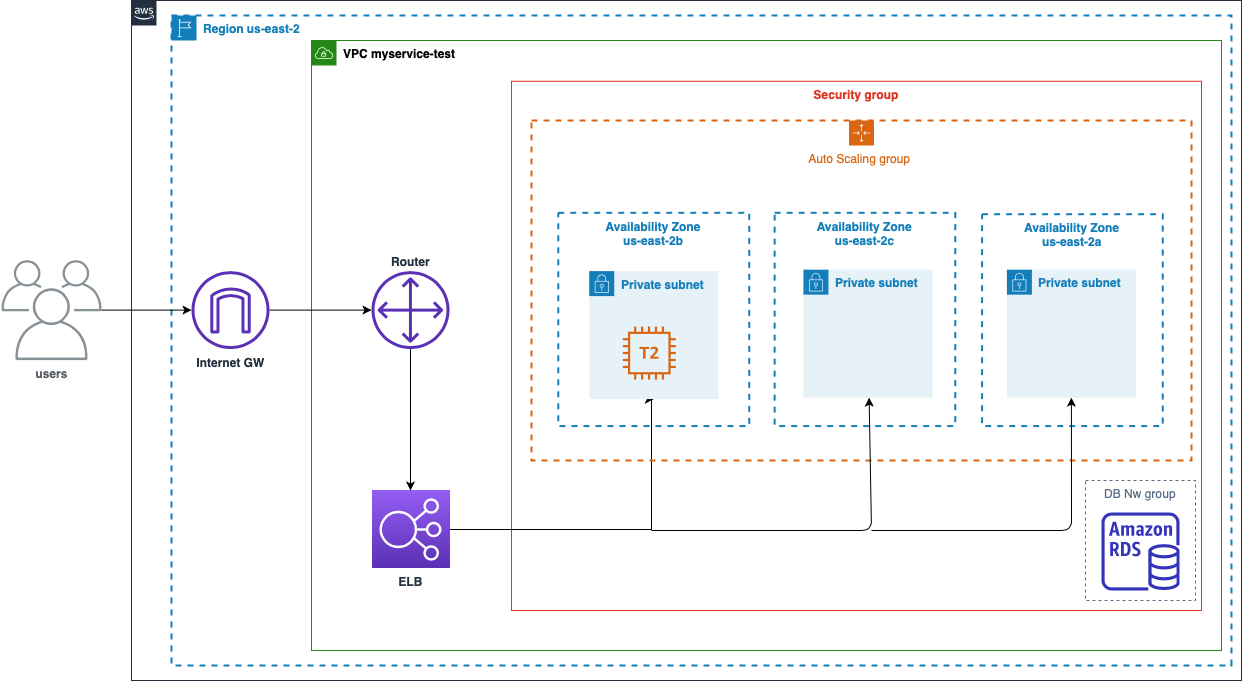 aws
Region us-east-2
VPC myservice-test
Security group
Auto Scaling group
Availability Zone
us-east-2b
Availability Zone
us-east-2c
Availability Zone
us-east-2a
Private subnet
Private subnet
Private subnet
T2
Router
Internet GW
users
ELB
DB Nw group
Amazon
RDS